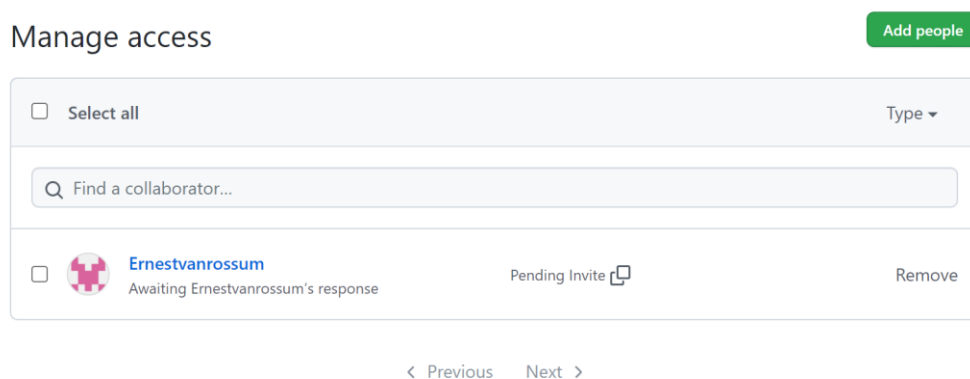 Manage access
Add people
Select all
Type
Find a collaborator...
Ernestvanrossum
Awaiting Ernestvanrossum's response
Pending Invite
Remove
Previous Next